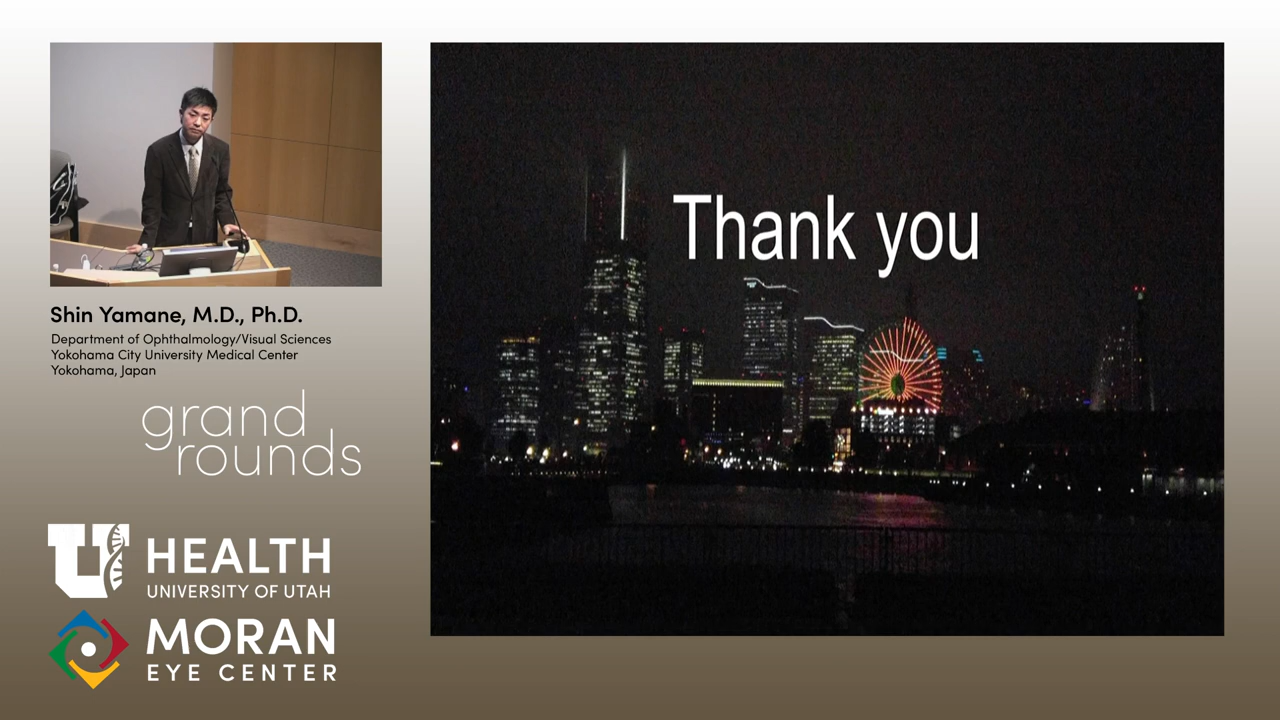 Shin Yamane, M.D., Ph.D.
Department of Ophthalmology/Visual Sciences
Yokohama City University Medical Center
Yokohama, Japan
grand
rounds
U HEALTH
UNIVERSITY OF UTAH
MORAN
EYE CENTER
Thank you